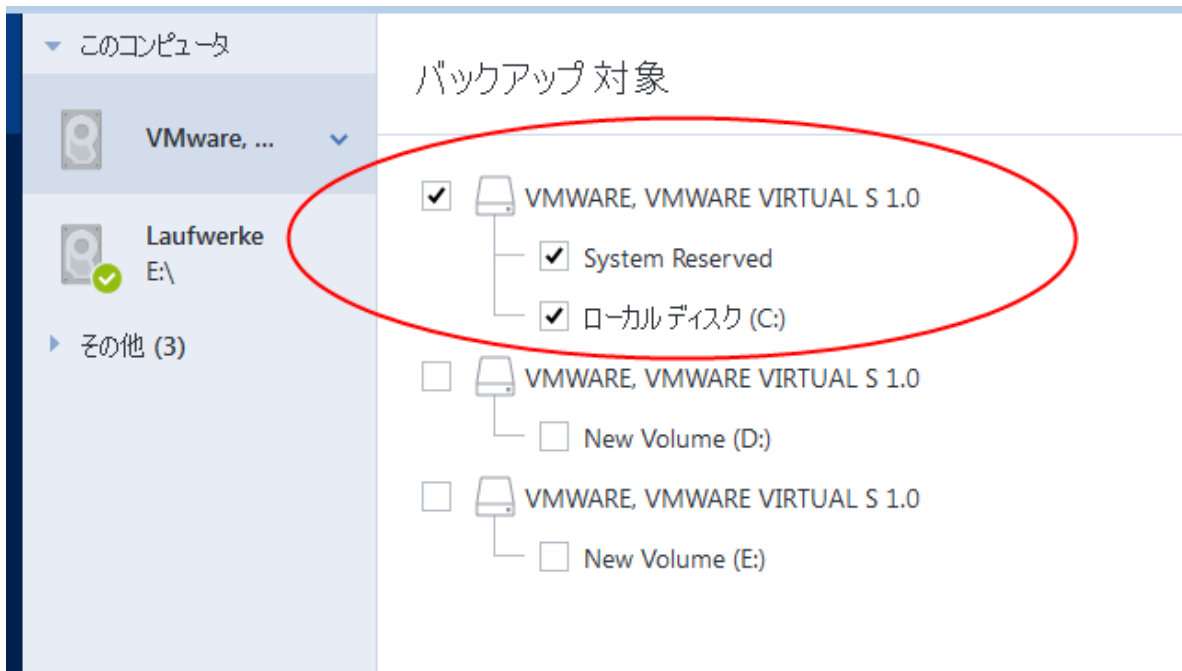 このコンピュータ
VMware, ...
Laufwerke
E:\
その他 (3)
バックアップ対象
VMWARE, VMWARE VIRTUAL S 1.0
System Reserved
ローカル ディスク (C:)
VMWARE, VMWARE VIRTUAL S 1.0
New Volume (D:)
VMWARE, VMWARE VIRTUAL S 1.0
New Volume (E:)